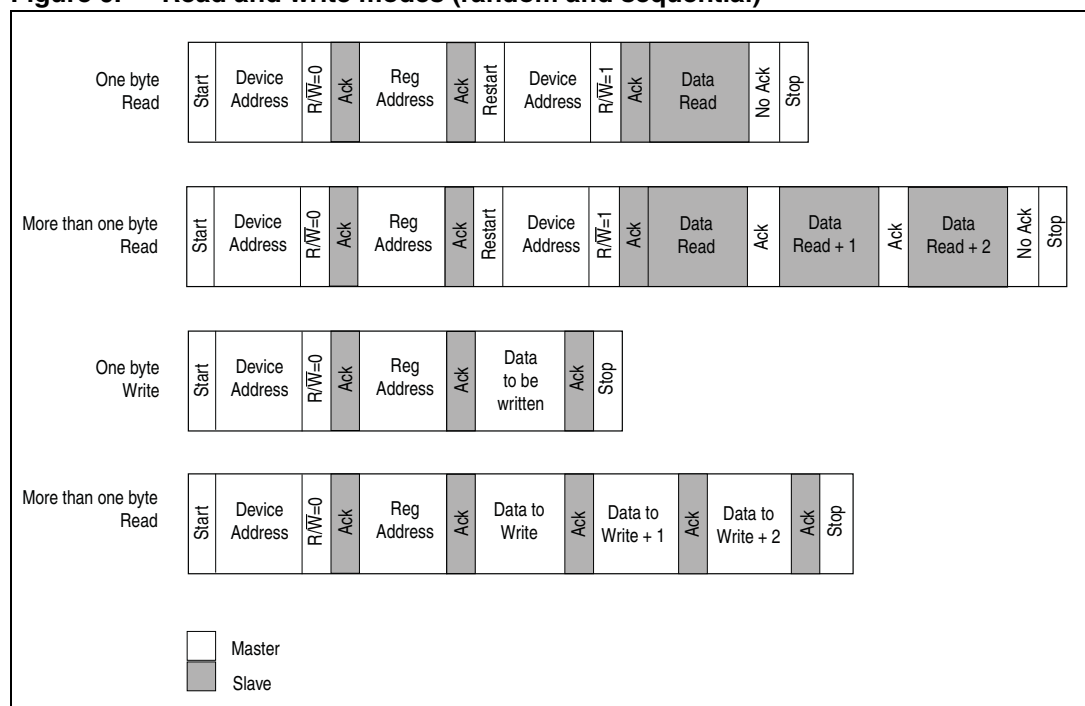 Figure Read and write modes (random and sequential)
One byte
Read
Start
Device
Address
R/W̅=0
Ack
Reg
Address
Ack
Restart
Device
Address
R/W̅=1
Ack
Data
Read
No Ack
Stop
More than one byte
Read
Start
Device
Address
R/W̅=0
Ack
Reg
Address
Ack
Restart
Device
Address
R/W̅=1
Ack
Data
Read
Ack
Data
Read + 1
Ack
Data
Read + 2
No Ack
Stop
One byte
Write
Start
Device
Address
R/W̅=0
Ack
Reg
Address
Ack
Data
to be
written
Ack
Stop
More than one byte
Read
Start
Device
Address
R/W̅=0
Ack
Reg
Address
Ack
Data to
Write
Ack
Data to
Write + 1
Ack
Data to
Write + 2
Ack
Stop
Master
Slave